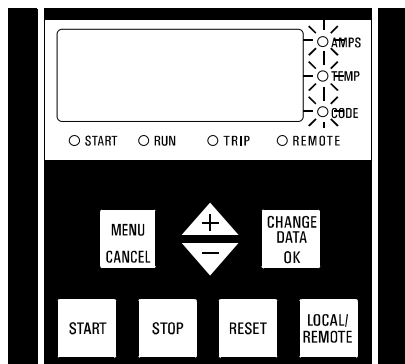 AMPS
TEMP
CODE
START RUN TRIP REMOTE
MENU
CANCEL
+
−
CHANGE
DATA
OK
START
STOP
RESET
LOCAL/
REMOTE